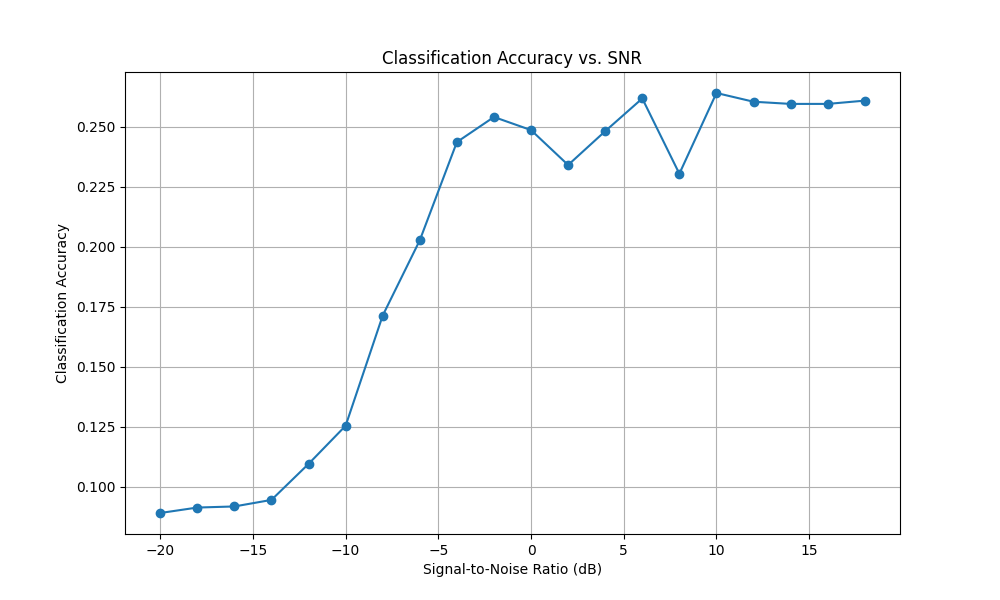 Classification Accuracy vs. SNR
Classification Accuracy
0.250
0.225
0.200
0.175
0.150
0.125
0.100
−20 −15 −10 −5 0 5 10 15
Signal-to-Noise Ratio (dB)